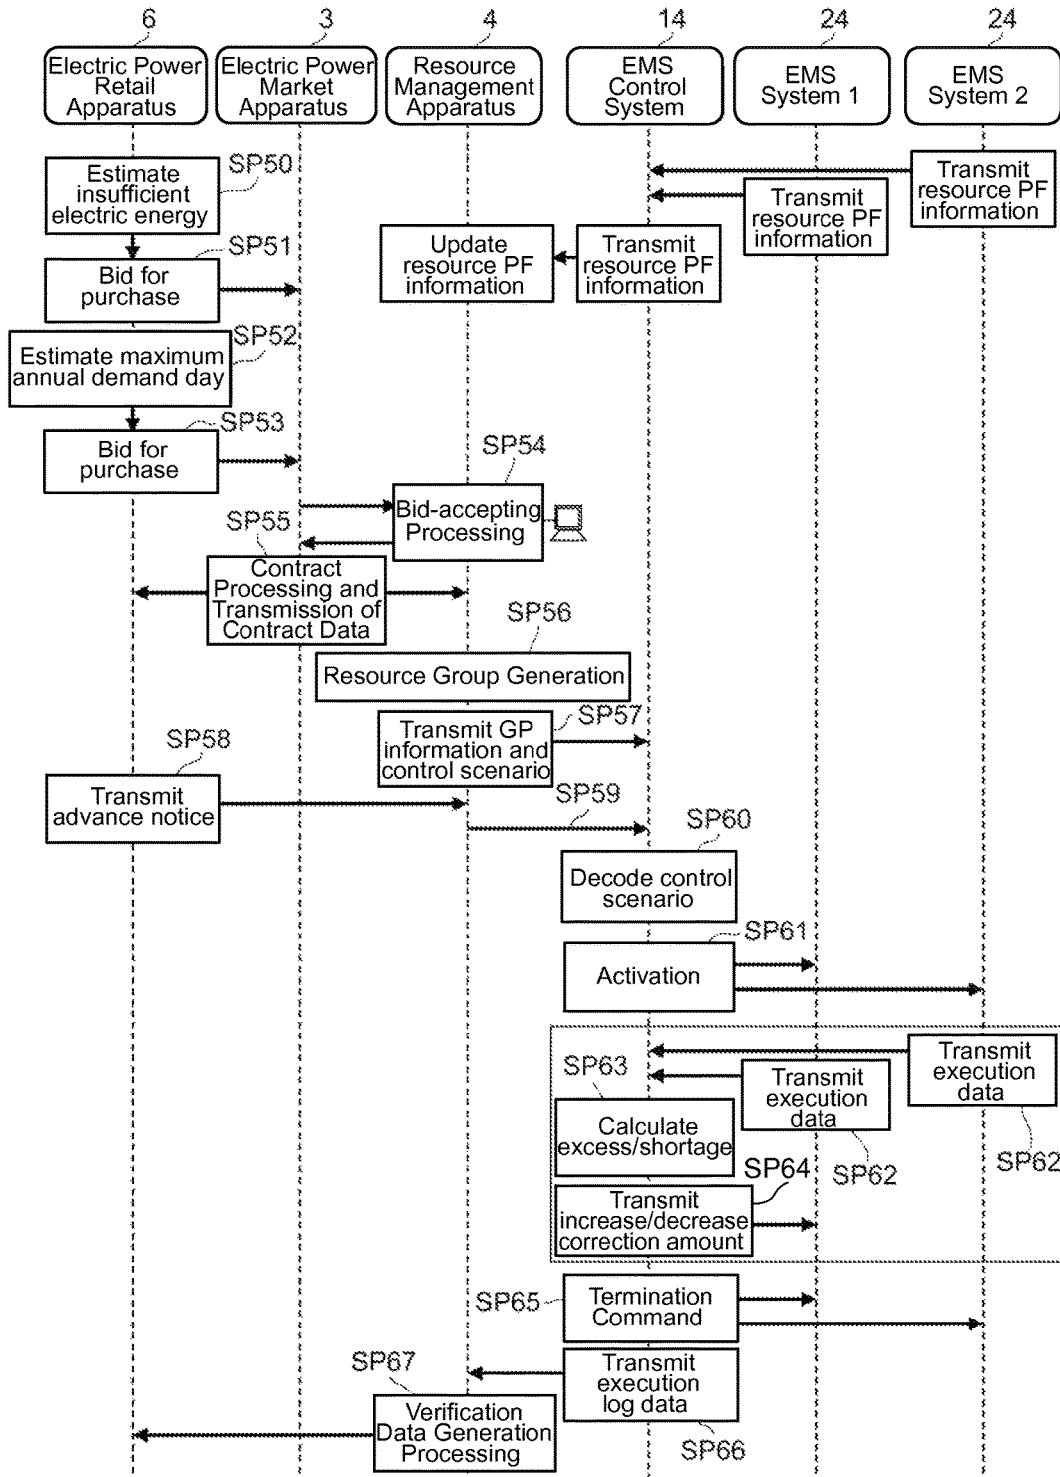 6
3
4
14
24
24
Electric Power
Retail
Apparatus
Electric Power
Market
Apparatus
Resource
Management
Apparatus
EMS
Control
System
EMS
System 1
EMS
System 2
SP50
Estimate
insufficient
electric energy
Transmit
resource PF
information
Transmit
resource PF
information
SP51
Bid for
purchase
Update
resource PF
information
Transmit
resource PF
information
SP52
Estimate maximum
annual demand day
SP53
Bid for
purchase
SP54
Bid-accepting
Processing
SP55
Contract
Processing and
Transmission of
Contract Data
SP56
Resource Group Generation
SP57
Transmit GP
information and
control scenario
SP58
Transmit
advance notice
SP59
SP60
Decode control
scenario
SP61
Activation
Transmit
execution
data
SP62
Transmit
execution
data
SP62
SP63
Calculate
excess/shortage
SP64
Transmit
increase/decrease
correction amount
SP65
Termination
Command
Transmit
execution
log data
SP66
SP67
Verification
Data Generation
Processing